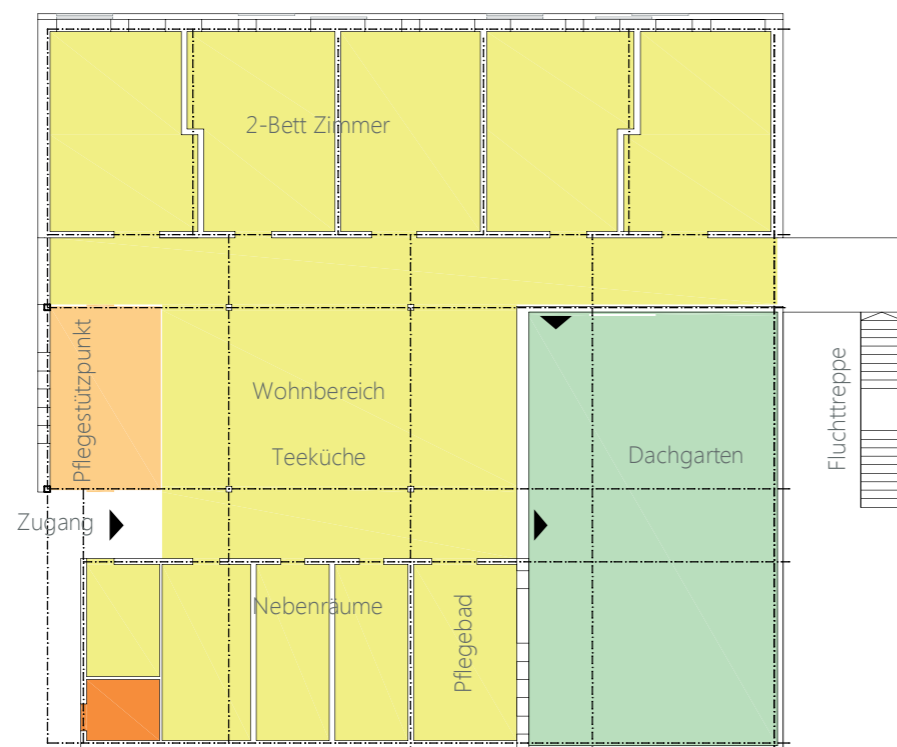 2-Bett Zimmer
Pflegestützpunkt
Wohnbereich
Teeküche
Dachgarten
Fluchttreppe
Zugang
Nebenräume
Pflegebad